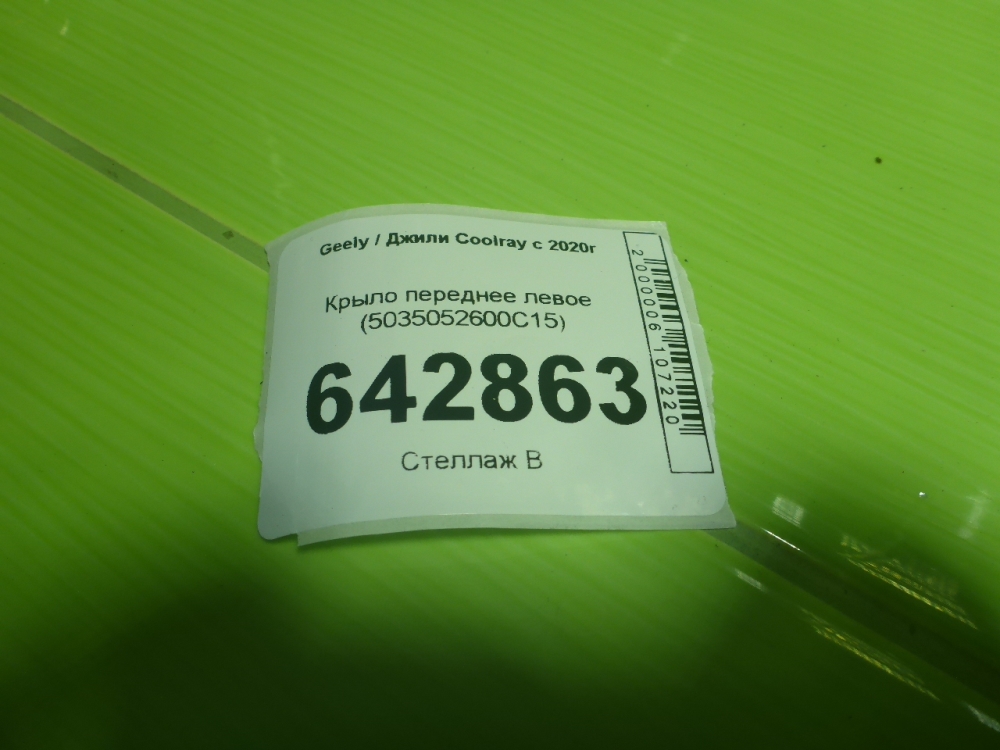 Geely / Джили Coolray с 2020г
Крыло переднее левое
(5035052600C15)
642863
Стеллаж В
2000006107220